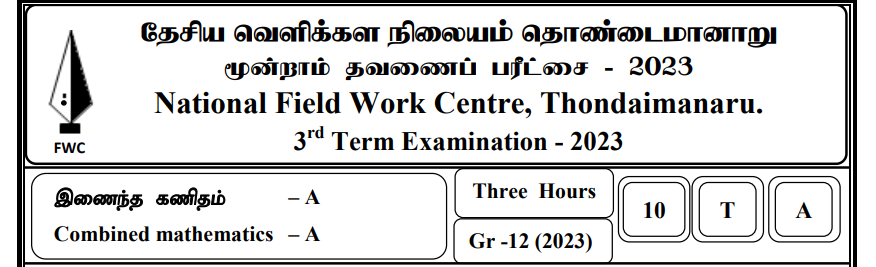 தேசிய வெளிக்கள நிலையம் தொண்டைமானாறு
மூன்றாம் தவணைப் பரீட்சை - 2023
National Field Work Centre, Thondaimanaru.
3rd Term Examination - 2023
FWC
இணைந்த கணிதம் – A
Combined mathematics – A
Three Hours
Gr -12 (2023)
10 T A